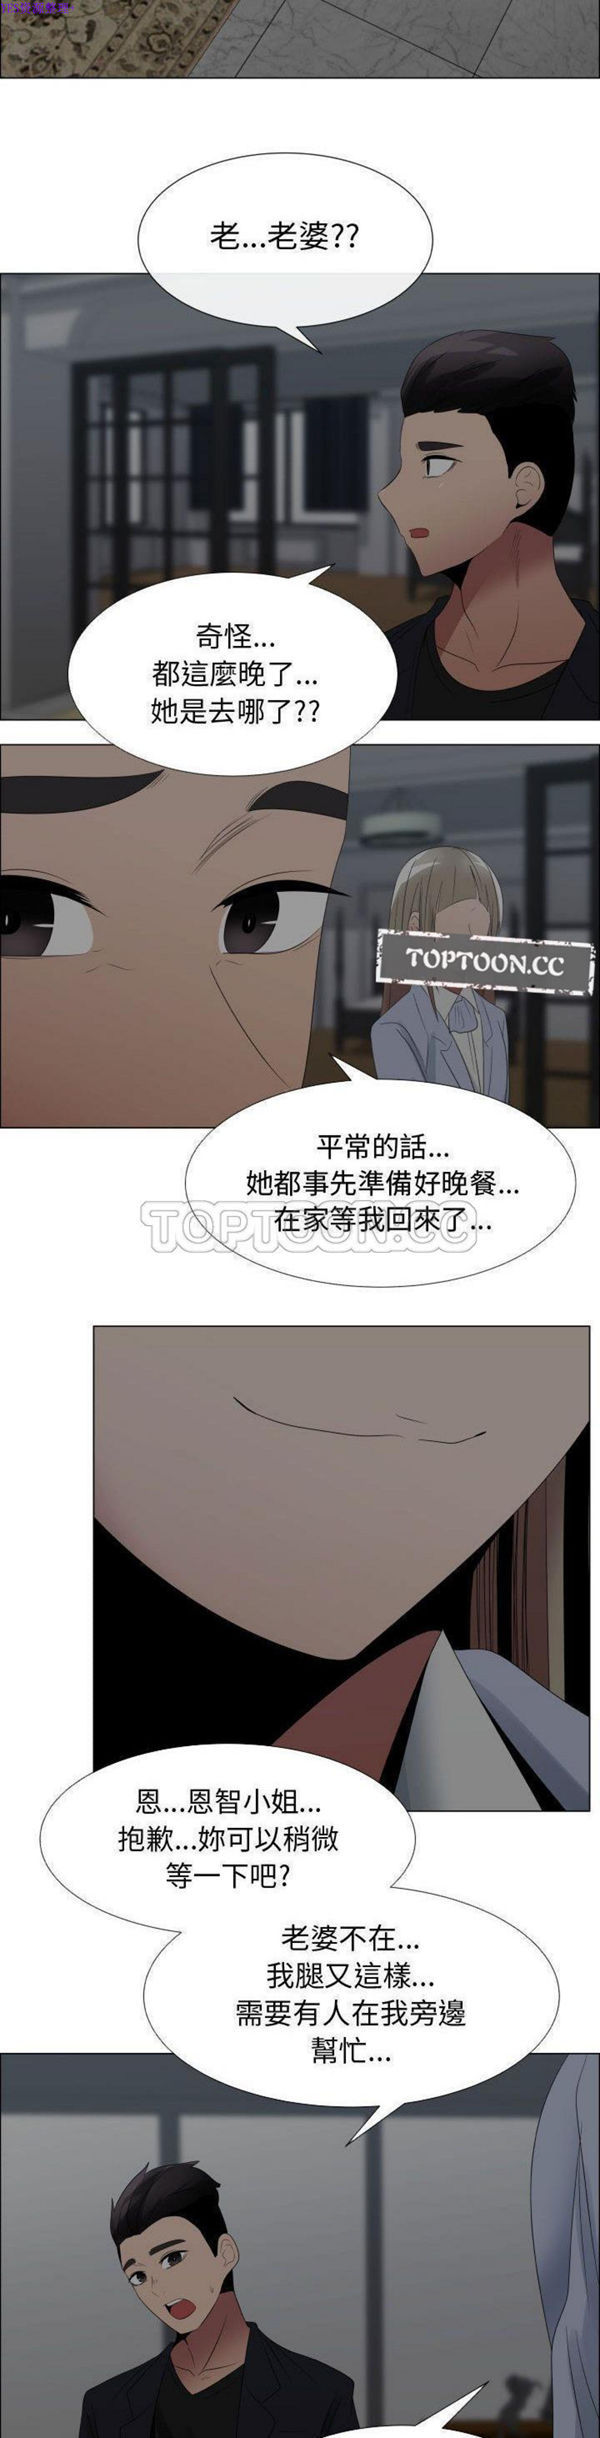 老...老婆??
奇怪...
都這麼晚了...
她是去哪了??
TOPTOON.CC
平常的話...
她都事先準備好晚餐...
在家等我回來了...
TOPTOON.CC
恩...恩智小姐...
抱歉...妳可以稍微
等一下吧?
老婆不在...
我腿又這樣...
需要有人在我旁邊
幫忙...